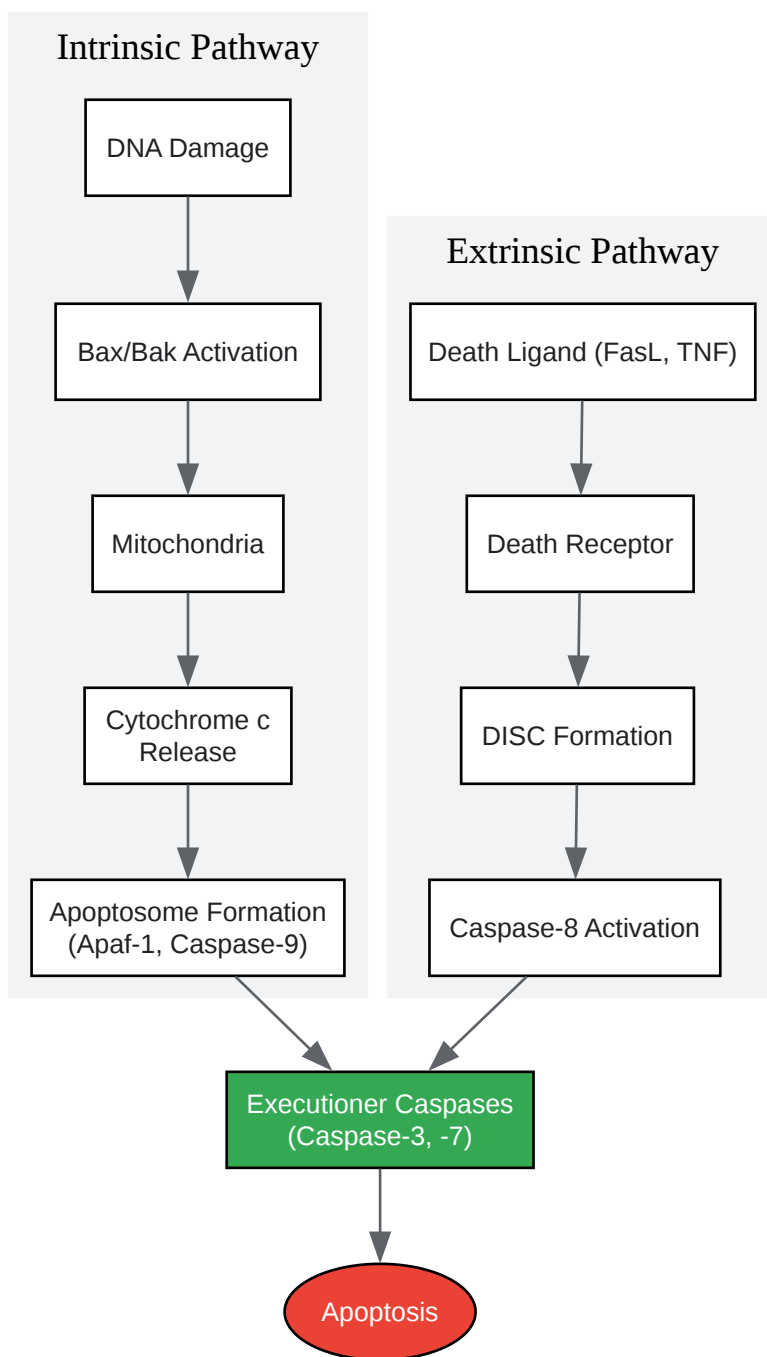 Intrinsic Pathway
DNA Damage
Bax/Bak Activation
Mitochondria
Cytochrome c
Release
Apoptosome Formation
(Apaf-1, Caspase-9)
Extrinsic Pathway
Death Ligand (FasL, TNF)
Death Receptor
DISC Formation
Caspase-8 Activation
Executioner Caspases
(Caspase-3, -7)
Apoptosis